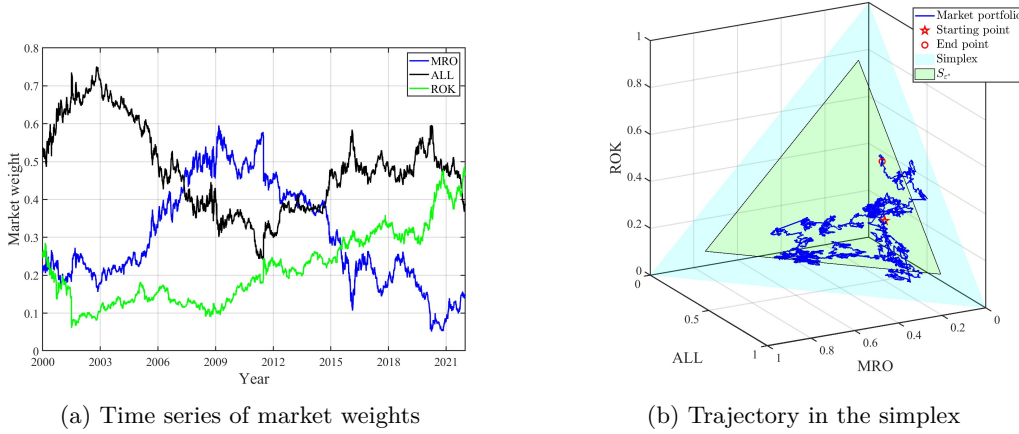 0.8
0.7
0.6
0.5
0.4
0.3
0.2
0.1
0
Market weight
2000 2003 2006 2009 2012 2015 2018 2021
Year
MRO
ALL
ROK
(a) Time series of market weights
Market portfolio
Starting point
End point
Simplex
S_{ε*}
1
0.8
0.6
0.4
0.2
0
ROK
0
0.5
1
ALL
1
0.8
0.6
0.4
0.2
0
MRO
(b) Trajectory in the simplex